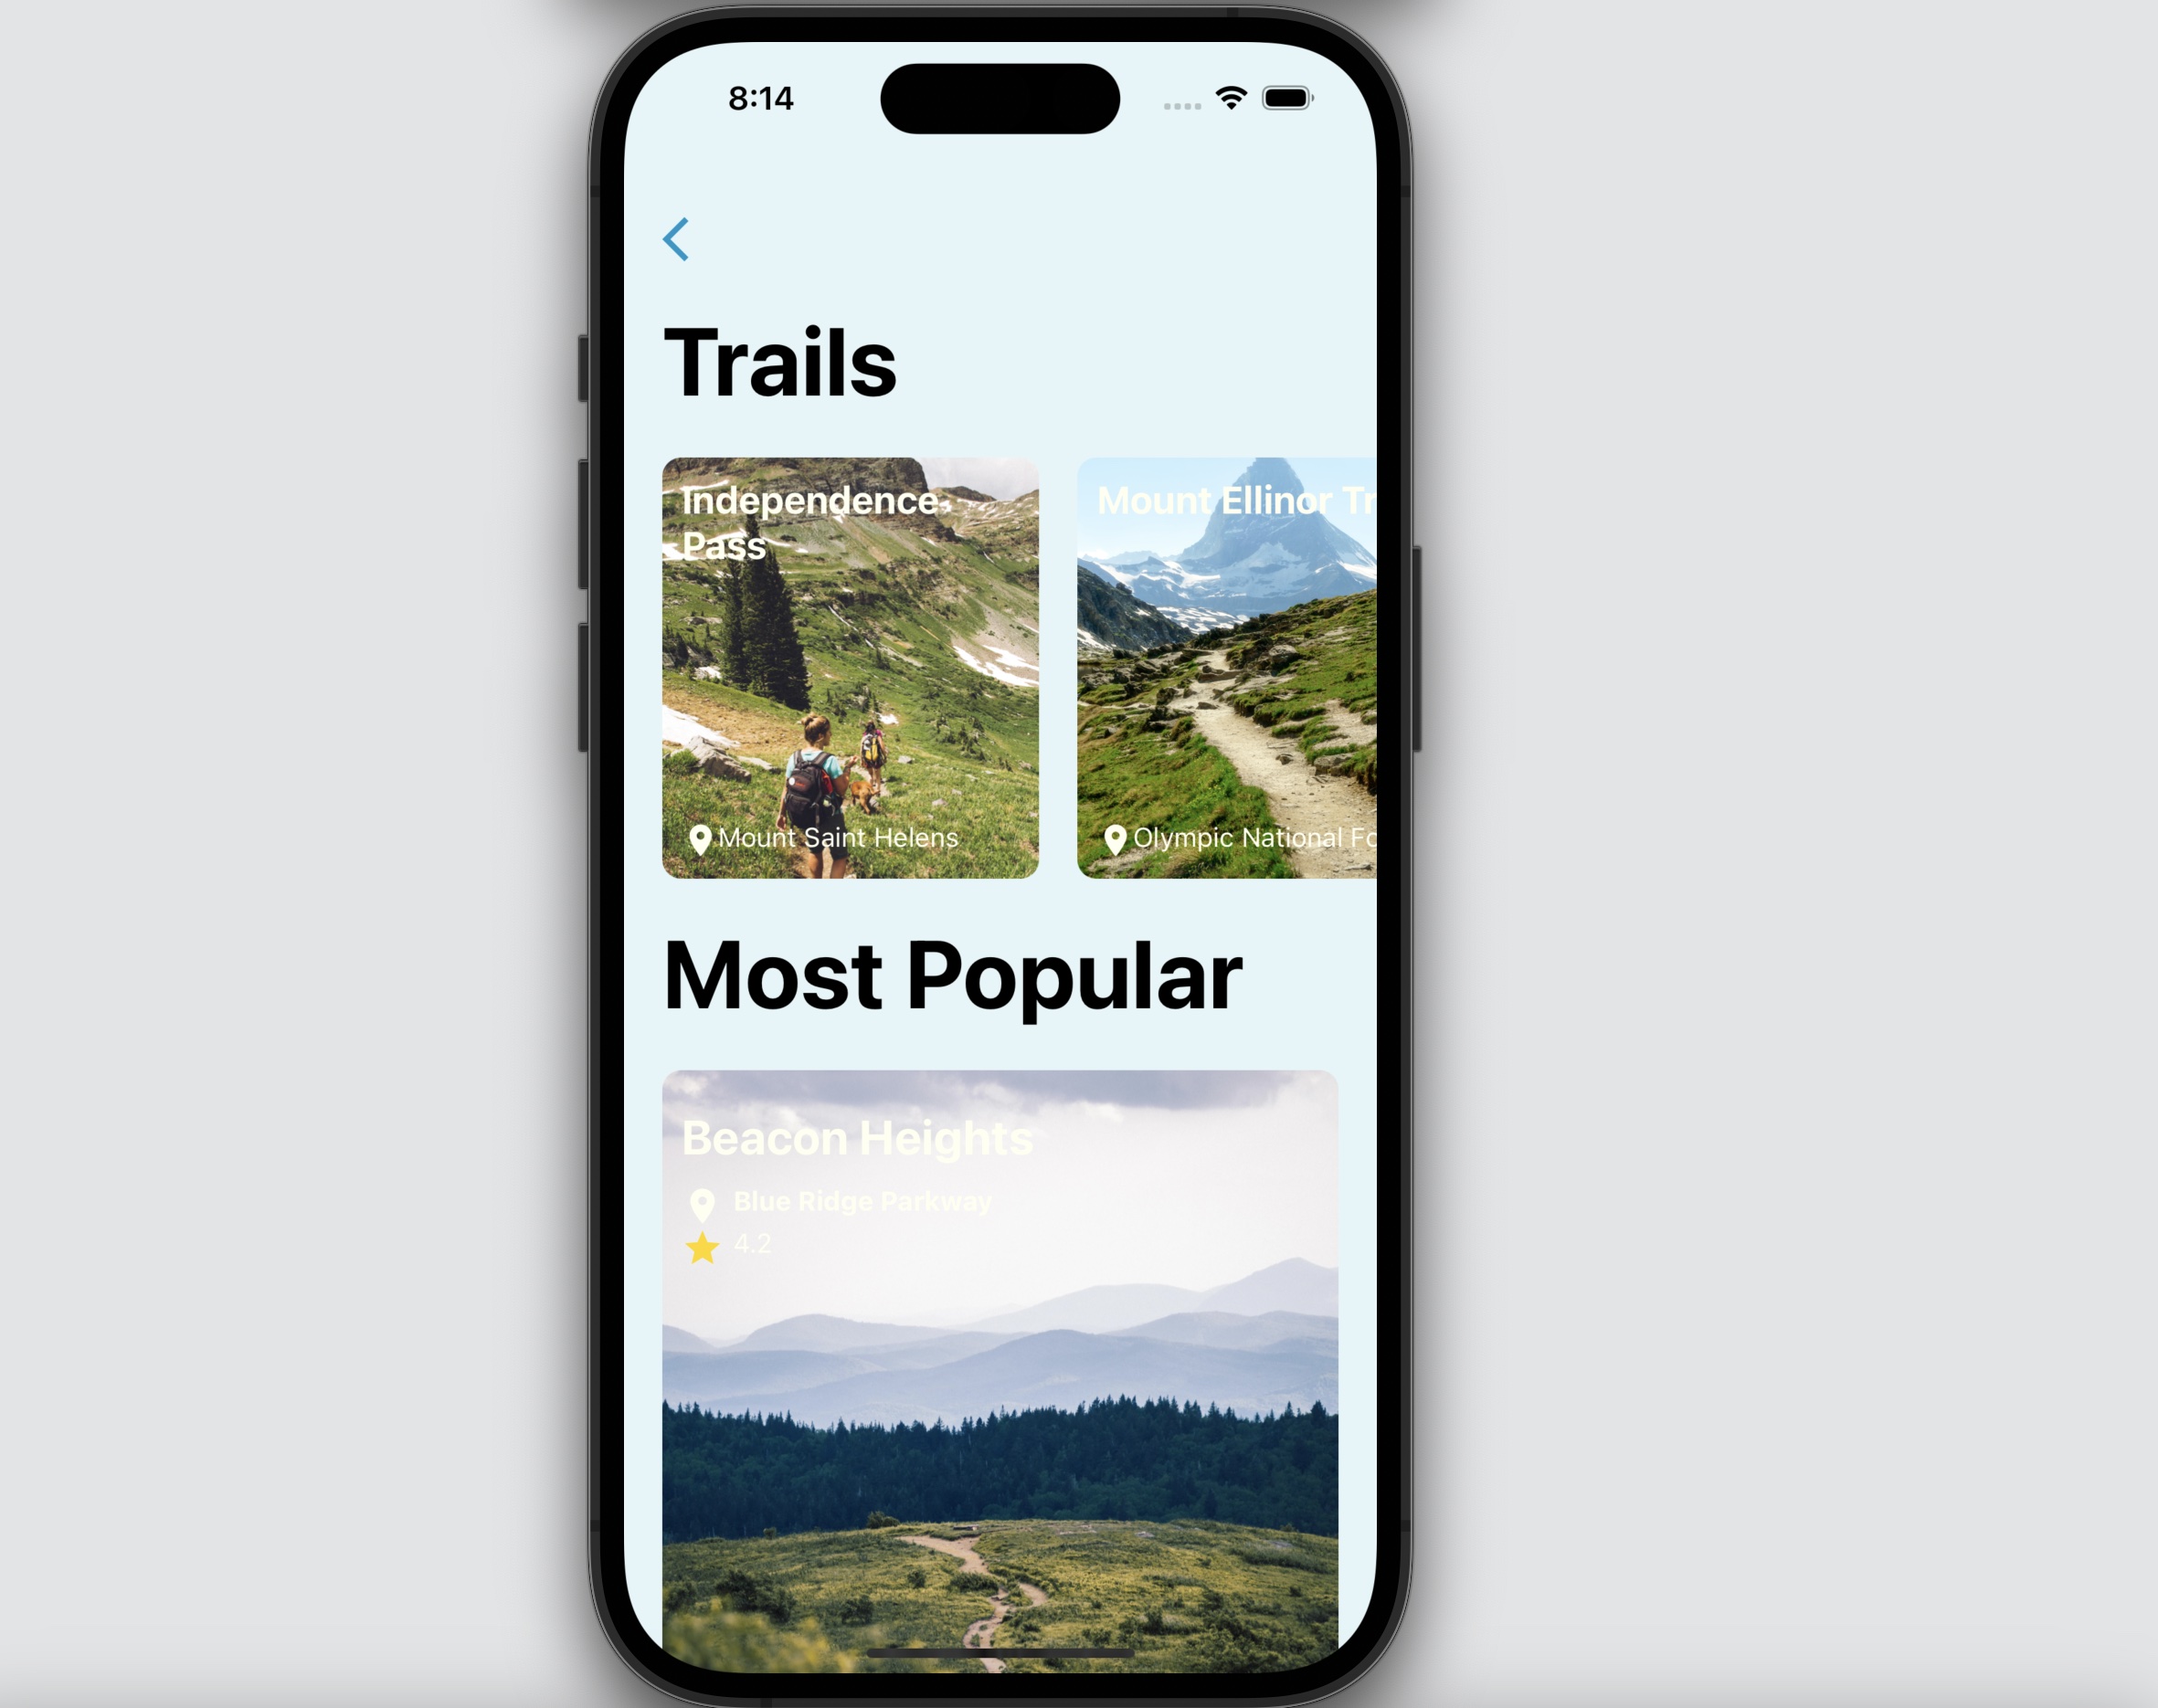 8:14
Trails
Independence
Pass
Mount Ellinor Tr
Mount Saint Helens
Olympic National Fo
Most Popular
Beacon Heights
Blue Ridge Parkway
4.2